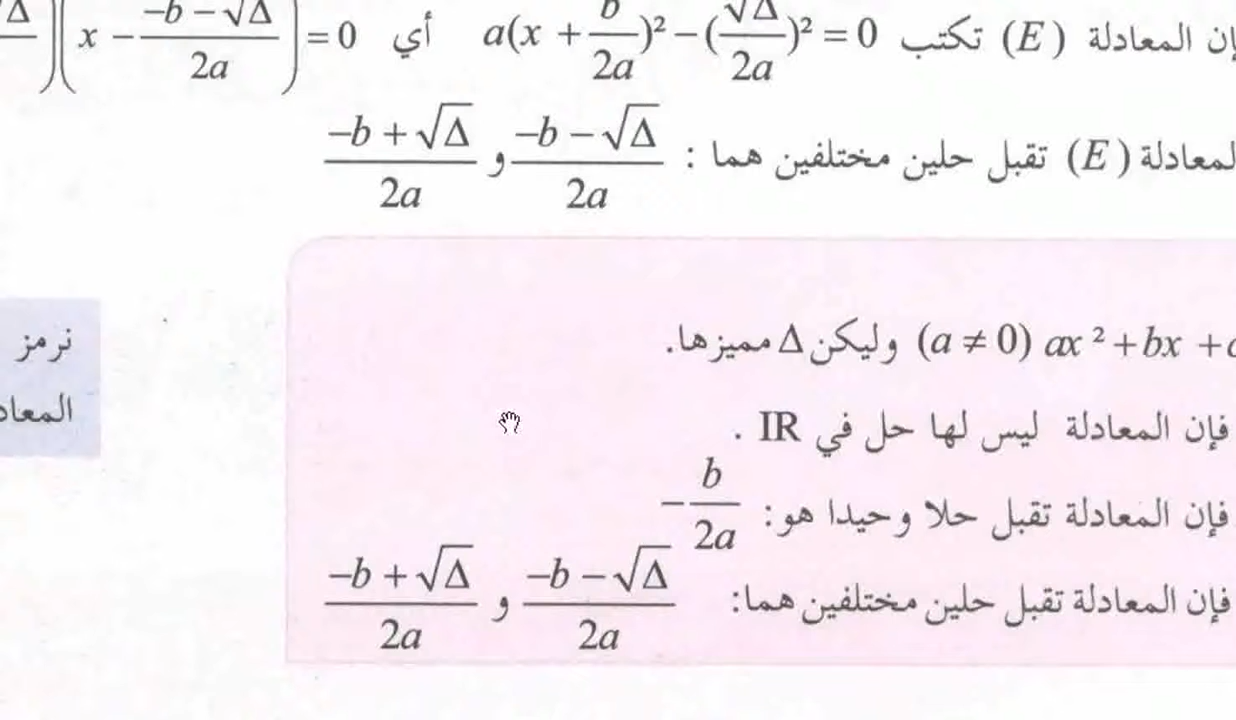 إن المعادلة (E) تكتب a(x + b/2a)² − (√Δ/2a)² = 0 أي (x − (−b − √Δ)/2a) = 0
لمعادلة (E) تقبل حلين مختلفين هما : (−b − √Δ)/2a و (−b + √Δ)/2a
ax² + bx + c (a ≠ 0) وليكن Δ مميزها.
فإن المعادلة ليس لها حل في IR .
فإن المعادلة تقبل حلا وحيدا هو: −b/2a
فإن المعادلة تقبل حلين مختلفين هما: (−b − √Δ)/2a و (−b + √Δ)/2a
نرمز
المعاد